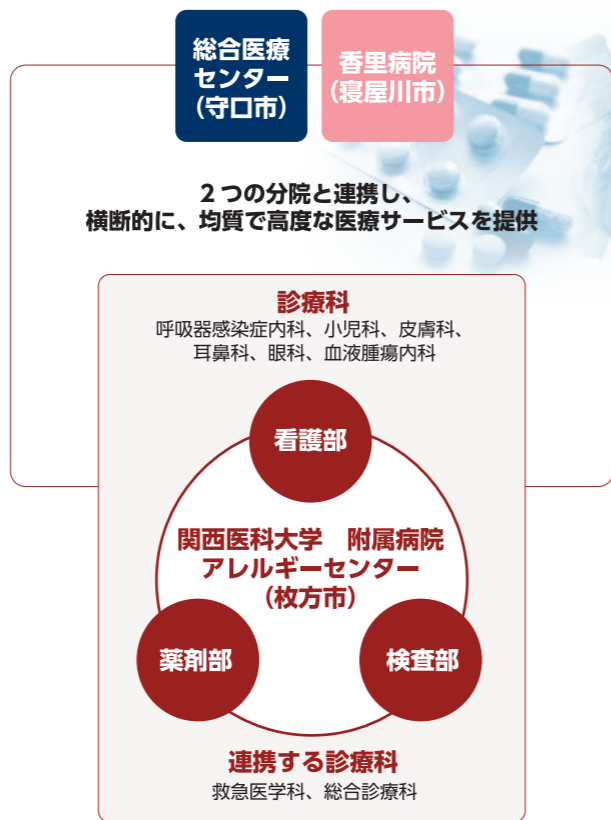 総合医療
センター
(守口市)
香里病院
(寝屋川市)
2つの分院と連携し、
横断的に、均質で高度な医療サービスを提供
診療科
呼吸器感染症内科、小児科、皮膚科、
耳鼻科、眼科、血液腫瘍内科
看護部
関西医科大学　附属病院
アレルギーセンター
(枚方市)
薬剤部
検査部
連携する診療科
救急医学科、総合診療科